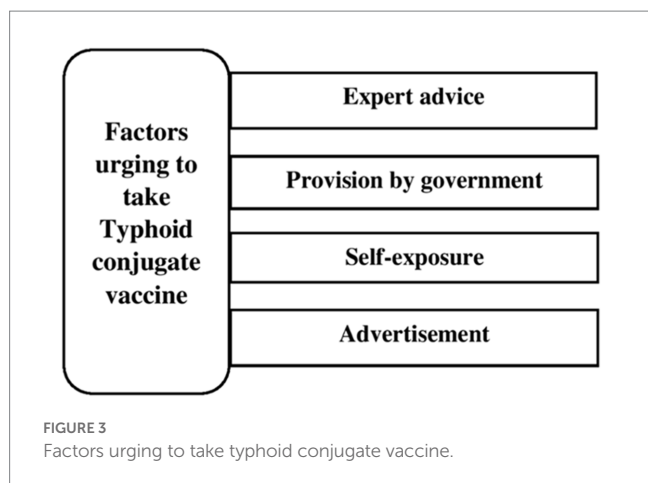 Factors
urging to
take
Typhoid
conjugate
vaccine
Expert advice
Provision by government
Self-exposure
Advertisement
FIGURE 3
Factors urging to take typhoid conjugate vaccine.